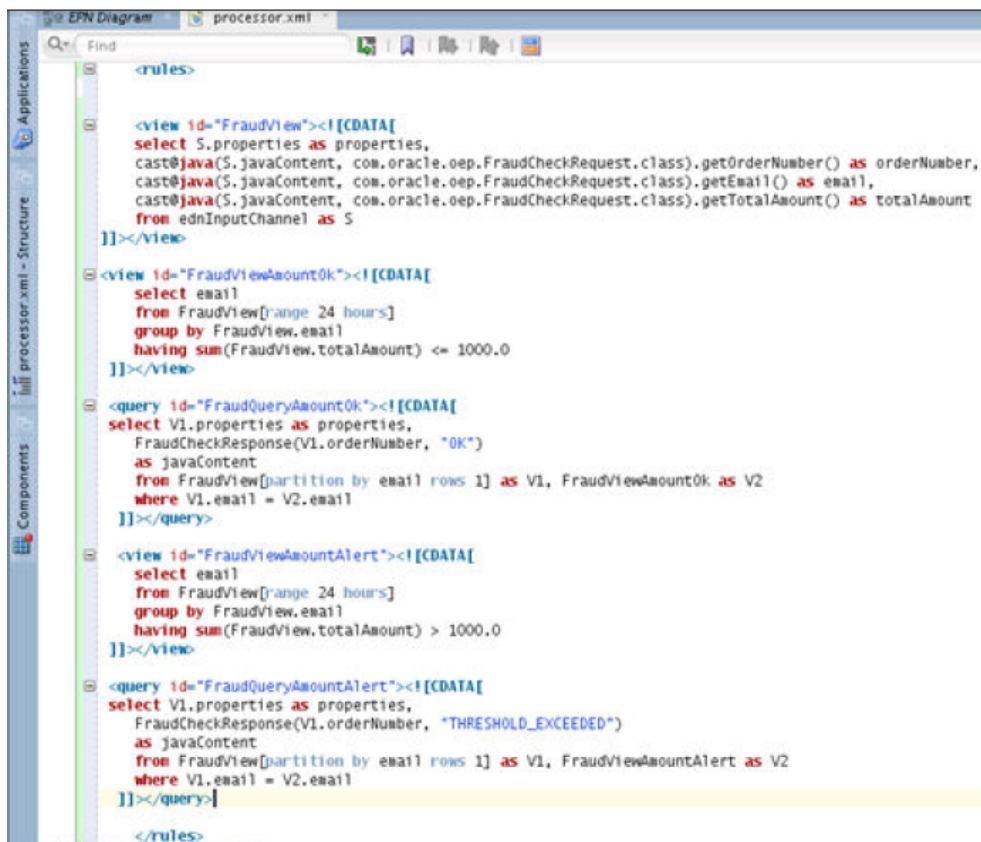 EPN Diagram
processor.xml
Find
Applications
processor.xml - Structure
Components
<rules>
<view id="FraudView"><![CDATA[
select S.properties as properties,
cast@java(S.javaContent, com.oracle.oep.FraudCheckRequest.class).getOrderNumber() as orderNumber,
cast@java(S.javaContent, com.oracle.oep.FraudCheckRequest.class).getEmail() as email,
cast@java(S.javaContent, com.oracle.oep.FraudCheckRequest.class).getTotalAmount() as totalAmount
from ednInputChannel as S
]]></view>
<view id="FraudViewAmountOk"><![CDATA[
select email
from FraudView[range 24 hours]
group by FraudView.email
having sum(FraudView.totalAmount) <= 1000.0
]]></view>
<query id="FraudQueryAmountOk"><![CDATA[
select V1.properties as properties,
FraudCheckResponse(V1.orderNumber, "OK")
as javaContent
from FraudView[partition by email rows 1] as V1, FraudViewAmountOk as V2
where V1.email = V2.email
]]></query>
<view id="FraudViewAmountAlert"><![CDATA[
select email
from FraudView[range 24 hours]
group by FraudView.email
having sum(FraudView.totalAmount) > 1000.0
]]></view>
<query id="FraudQueryAmountAlert"><![CDATA[
select V1.properties as properties,
FraudCheckResponse(V1.orderNumber, "THRESHOLD_EXCEEDED")
as javaContent
from FraudView[partition by email rows 1] as V1, FraudViewAmountAlert as V2
where V1.email = V2.email
]]></query>
</rules>